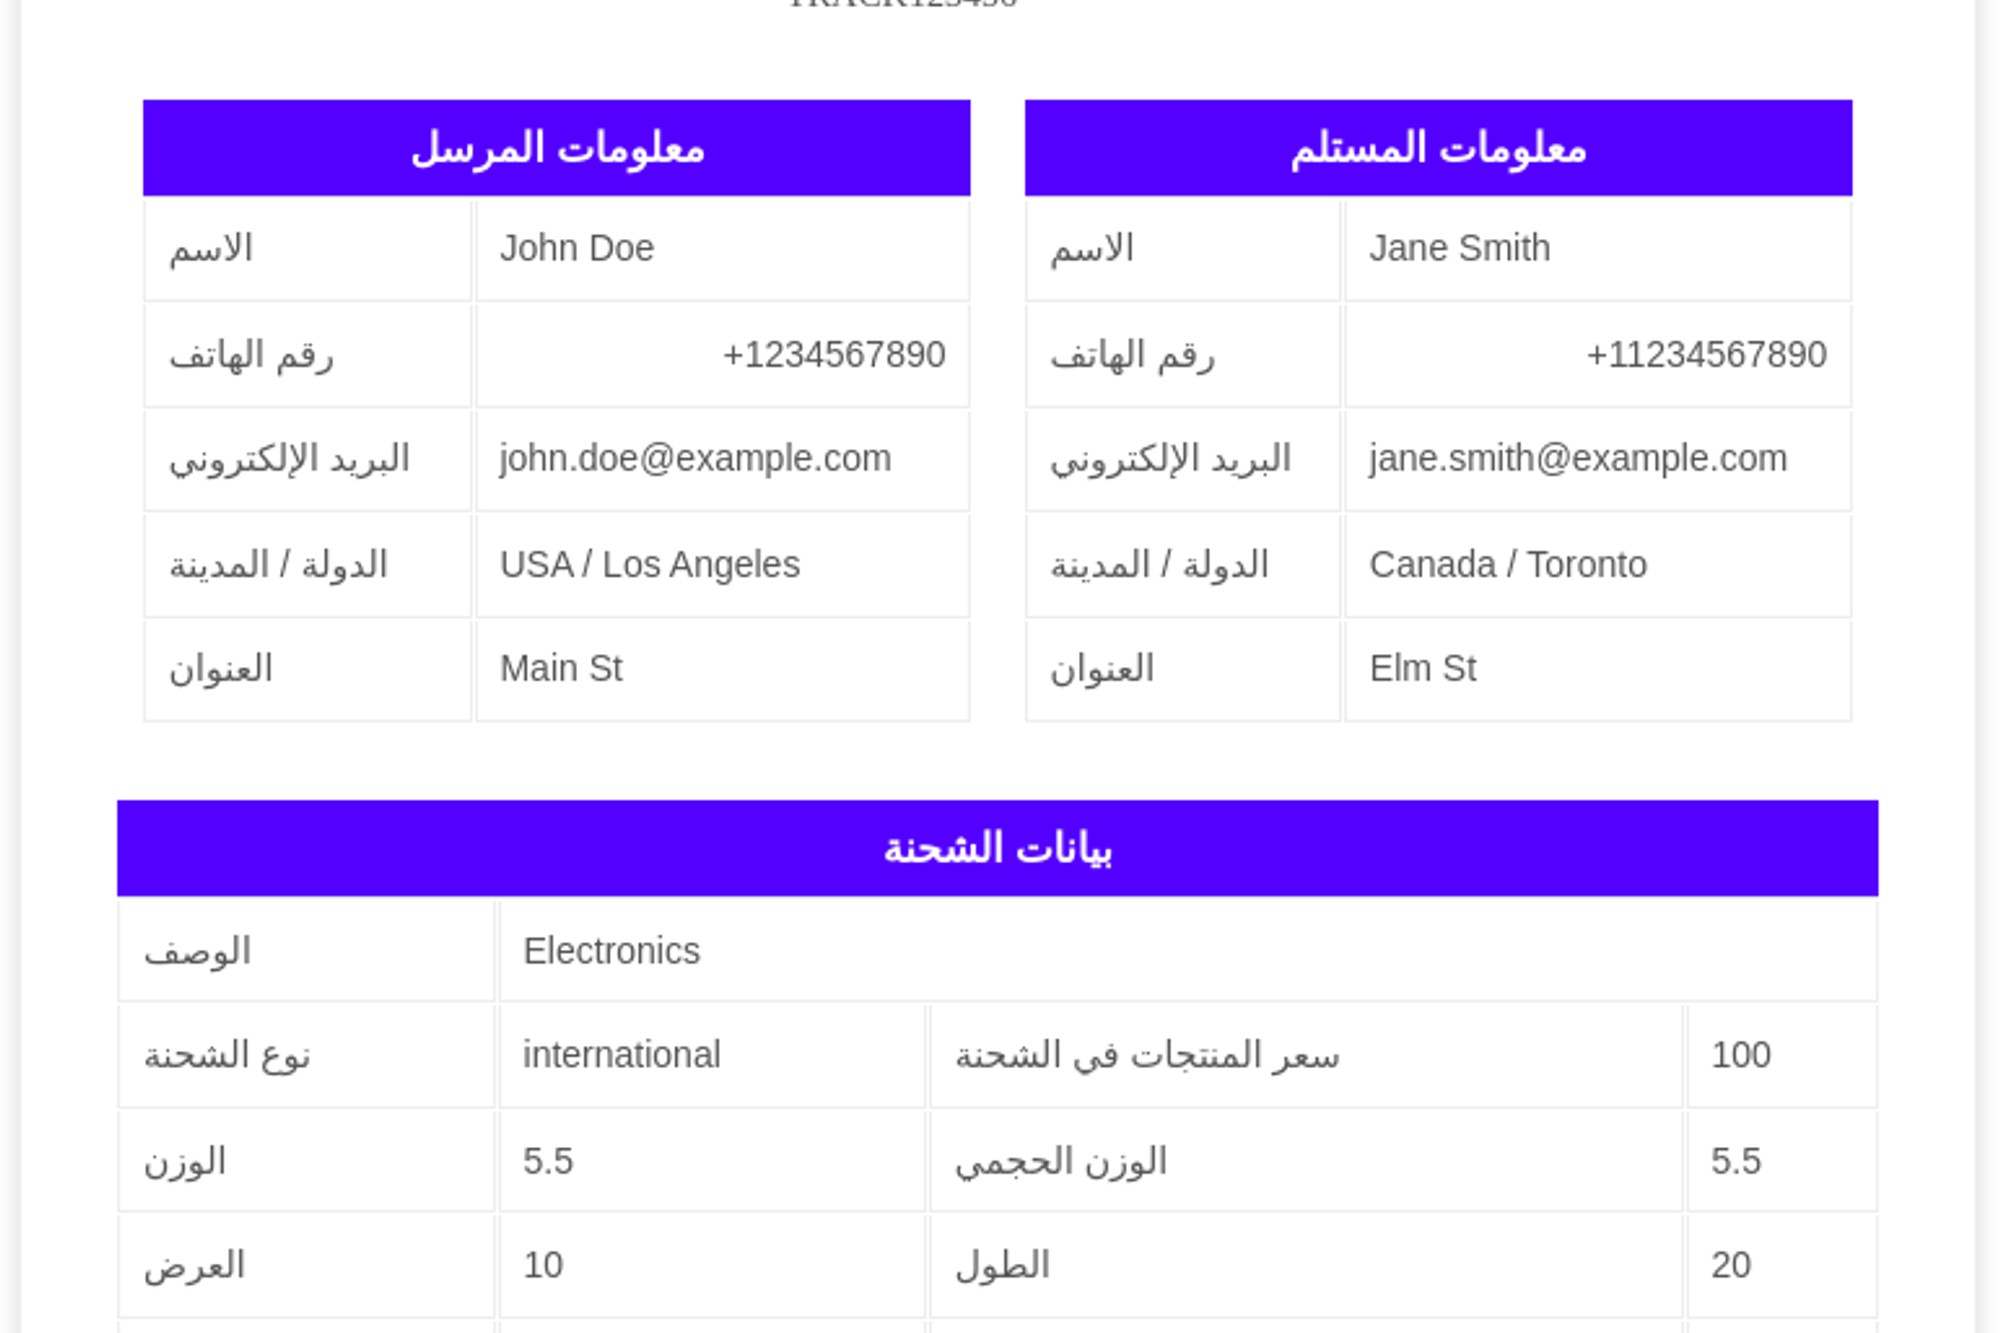 TRACK123456
معلومات المرسل
الاسم John Doe
رقم الهاتف +1234567890
البريد الإلكتروني john.doe@example.com
الدولة / المدينة USA / Los Angeles
العنوان Main St
معلومات المستلم
الاسم Jane Smith
رقم الهاتف +11234567890
البريد الإلكتروني jane.smith@example.com
الدولة / المدينة Canada / Toronto
العنوان Elm St
بيانات الشحنة
الوصف Electronics
نوع الشحنة international سعر المنتجات في الشحنة 100
الوزن 5.5 الوزن الحجمي 5.5
العرض 10 الطول 20